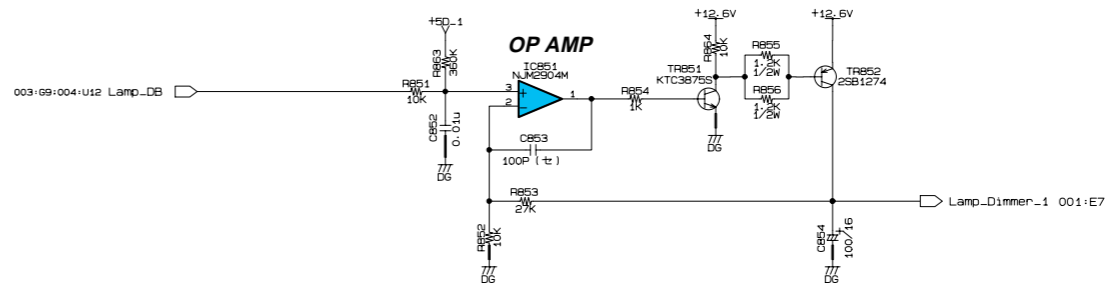 +5D_1
OP AMP
+12.6V
+12.6V
R863
360K
IC851
NJM2904M
R864
10K
R855
1.2K
1/2W
TR851
KTC3875S
TR852
2SB1274
003:G9:004:U12 Lamp_DB
R851
10K
3
2
1
R854
1K
R856
1.2K
1/2W
C852
0.01u
C853
100P (セ)
DG
DG
R853
27K
Lamp_Dimmer_1 001:E7
R852
10K
C854
100/16
DG
DG